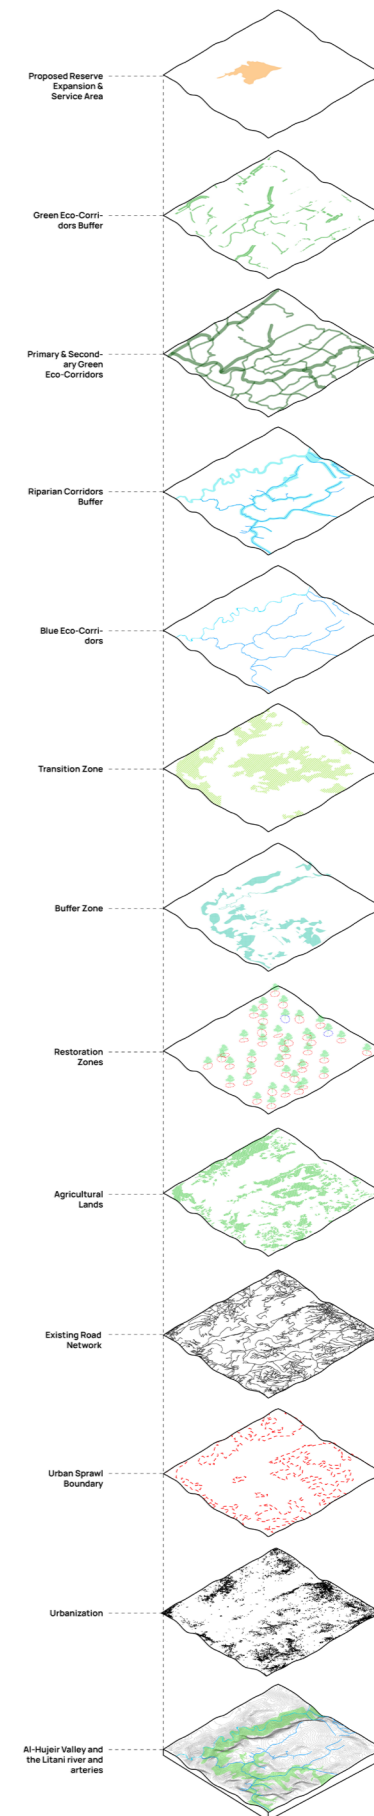 Proposed Reserve
Expansion &
Service Area
Green Eco-Corri-
dors Buffer
Primary & Second-
ary Green
Eco-Corridors
Riparian Corridors
Buffer
Blue Eco-Corri-
dors
Transition Zone
Buffer Zone
Restoration
Zones
Agricultural
Lands
Existing Road
Network
Urban Sprawl
Boundary
Urbanization
Al-Hujeir Valley and
the Litani river and
arteries